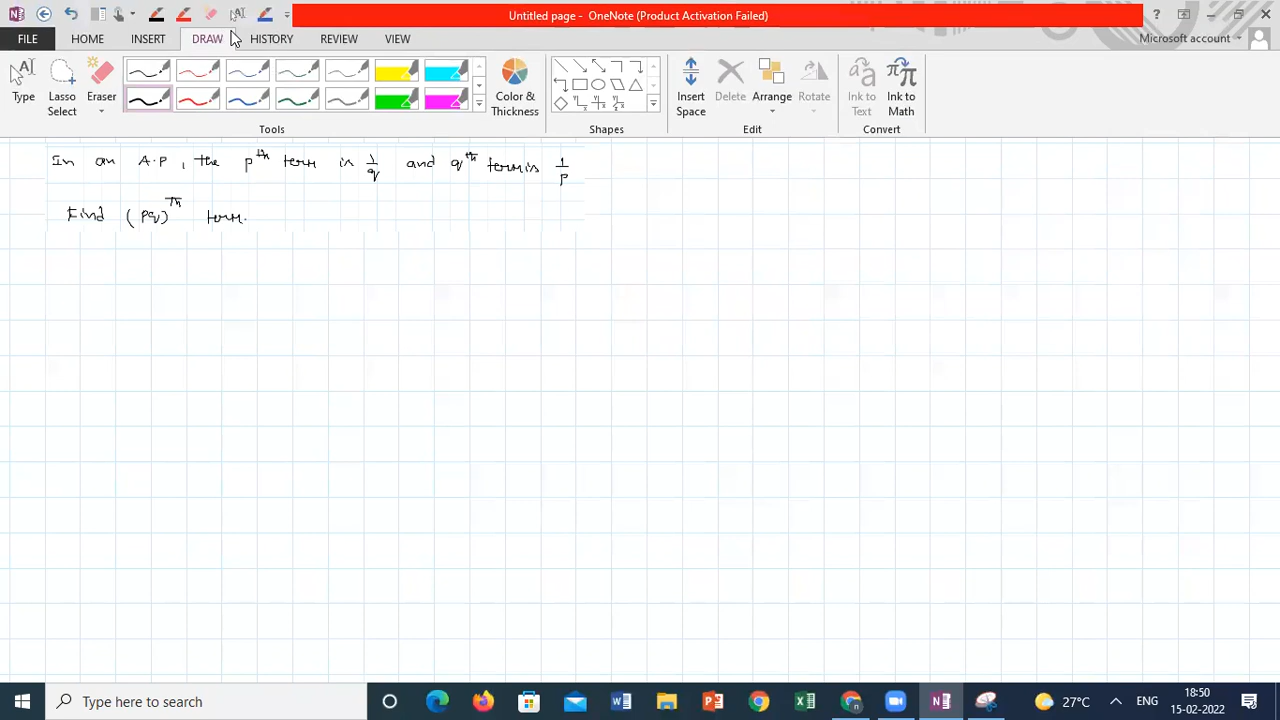 Untitled page - OneNote (Product Activation Failed)
FILE HOME INSERT DRAW HISTORY REVIEW VIEW Microsoft account
Type Lasso Select Eraser Color & Thickness Insert Space Delete Arrange Rotate Ink to Text Ink to Math
Tools Shapes Edit Convert
In an A.P, the pth term is 1/q and qth term is 1/p
Find (pq)th term.
Type here to search
27°C ENG 18:50
15-02-2022